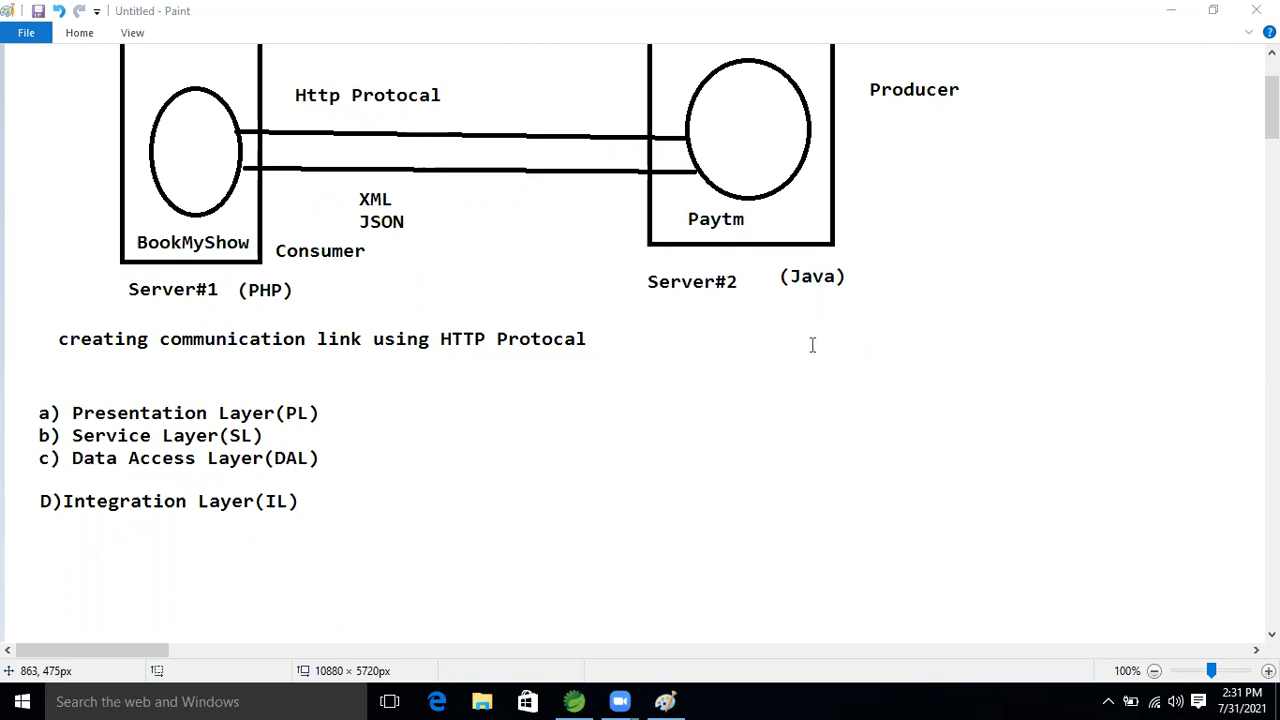 Untitled - Paint
File Home View
Http Protocal
Producer
XML
JSON
Paytm
BookMyShow
Consumer
Server#1 (PHP)
Server#2 (Java)
creating communication link using HTTP Protocal
a) Presentation Layer(PL)
b) Service Layer(SL)
c) Data Access Layer(DAL)
D)Integration Layer(IL)
863, 475px
10880 × 5720px
100%
Search the web and Windows
2:31 PM
7/31/2021